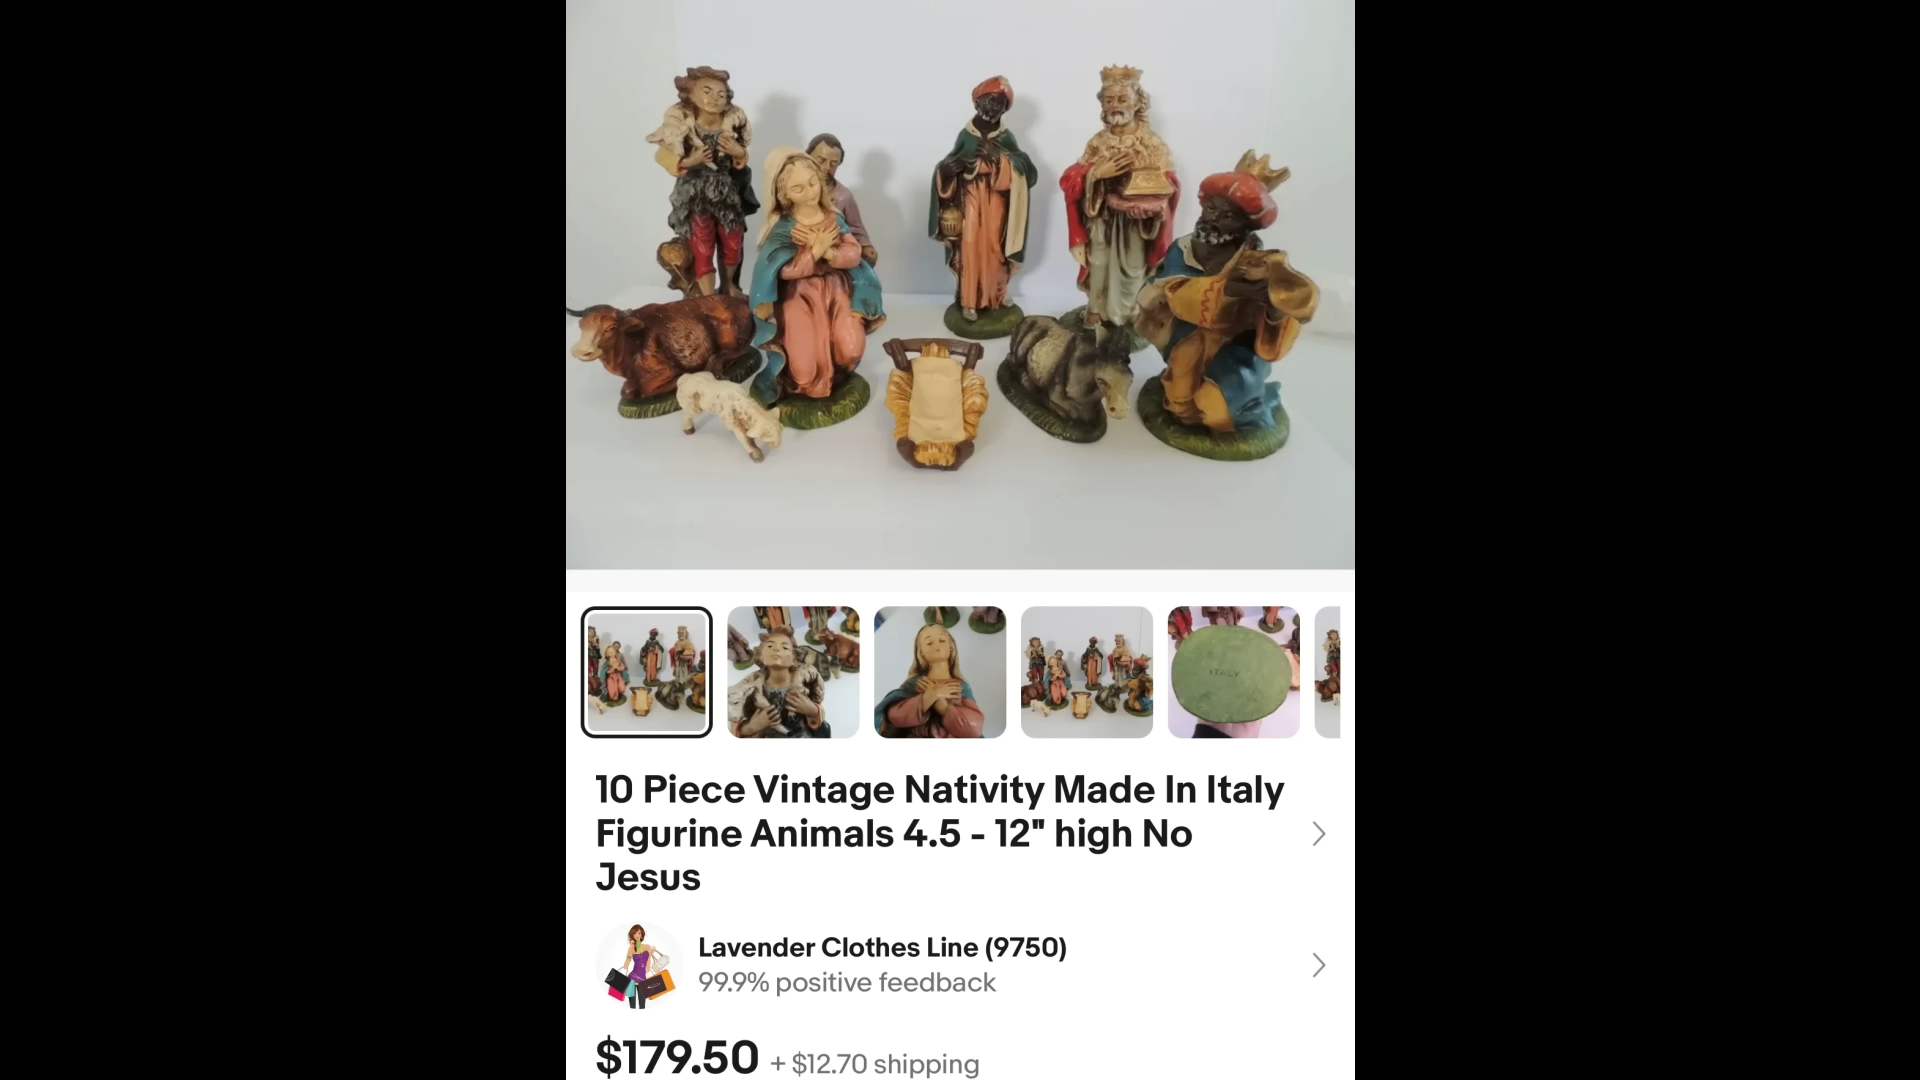 ITALY
10 Piece Vintage Nativity Made In Italy
Figurine Animals 4.5 - 12" high No
Jesus
Lavender Clothes Line (9750)
99.9% positive feedback
$179.50 + $12.70 shipping